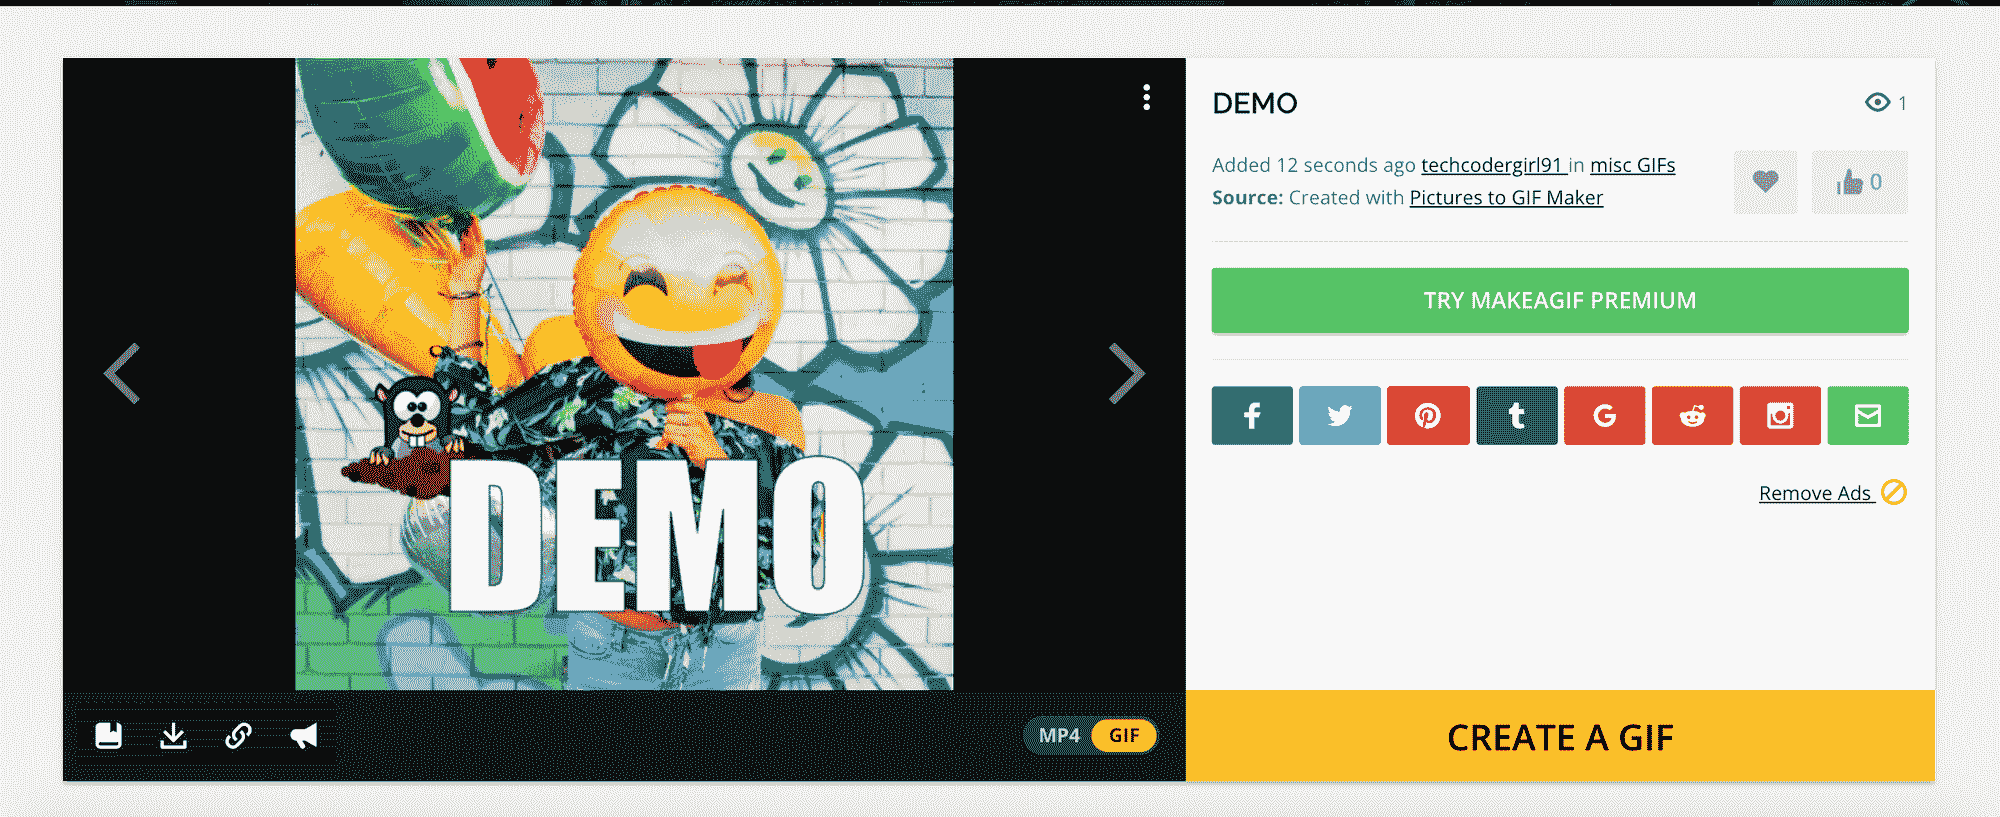 DEMO
DEMO
1
Added 12 seconds ago techcodergirl91 in misc GIFs
Source: Created with Pictures to GIF Maker
0
TRY MAKEAGIF PREMIUM
Remove Ads
MP4 GIF
CREATE A GIF